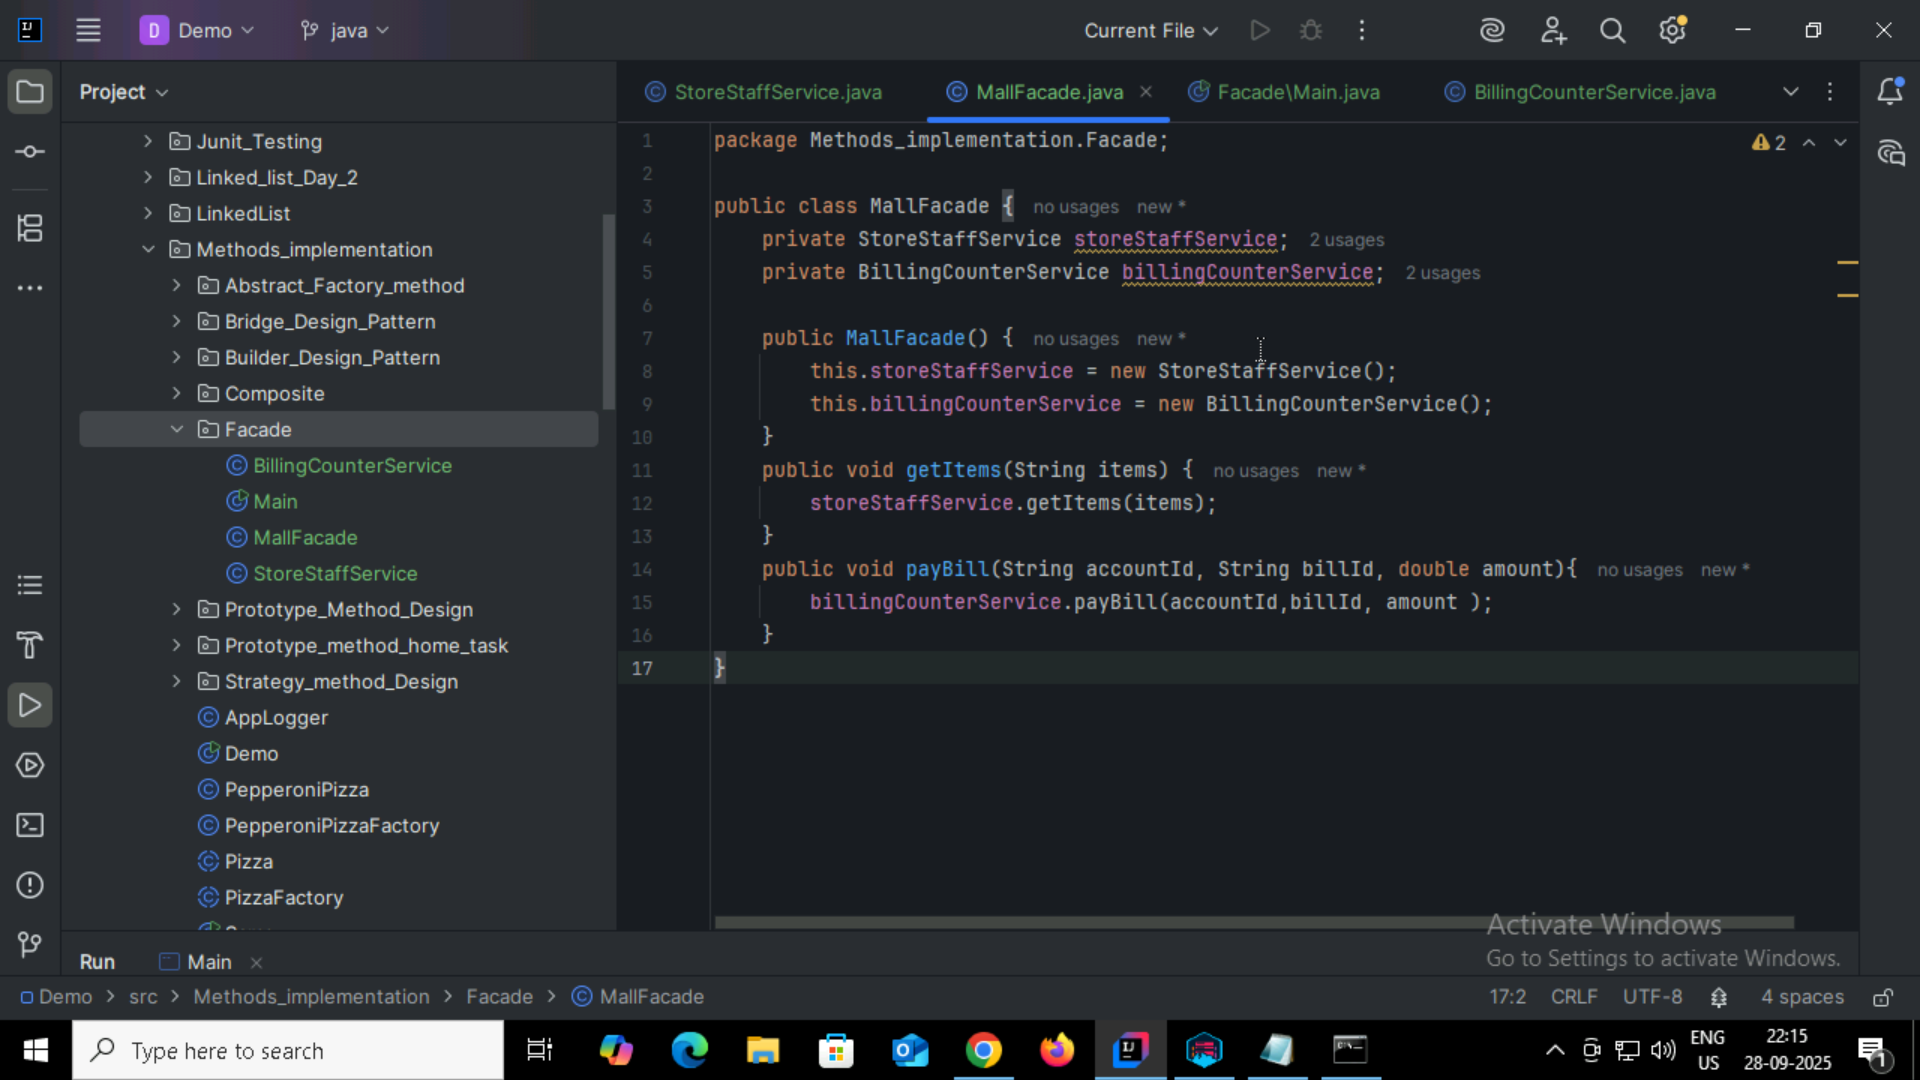 D Demo java Current File
Project
StoreStaffService.java MallFacade.java Facade\Main.java BillingCounterService.java
Junit_Testing
Linked_list_Day_2
LinkedList
Methods_implementation
Abstract_Factory_method
Bridge_Design_Pattern
Builder_Design_Pattern
Composite
Facade
BillingCounterService
Main
MallFacade
StoreStaffService
Prototype_Method_Design
Prototype_method_home_task
Strategy_method_Design
AppLogger
Demo
PepperoniPizza
PepperoniPizzaFactory
Pizza
PizzaFactory
1 package Methods_implementation.Facade; 2
2
3 public class MallFacade { no usages new *
4 private StoreStaffService storeStaffService; 2 usages
5 private BillingCounterService billingCounterService; 2 usages
6
7 public MallFacade() { no usages new *
8 this.storeStaffService = new StoreStaffService();
9 this.billingCounterService = new BillingCounterService();
10 }
11 public void getItems(String items) { no usages new *
12 storeStaffService.getItems(items);
13 }
14 public void payBill(String accountId, String billId, double amount){ no usages new *
15 billingCounterService.payBill(accountId,billId, amount );
16 }
17 }
Activate Windows
Go to Settings to activate Windows.
Run Main
Demo > src > Methods_implementation > Facade > MallFacade 17:2 CRLF UTF-8 4 spaces
Type here to search
ENG
US
22:15
28-09-2025
1